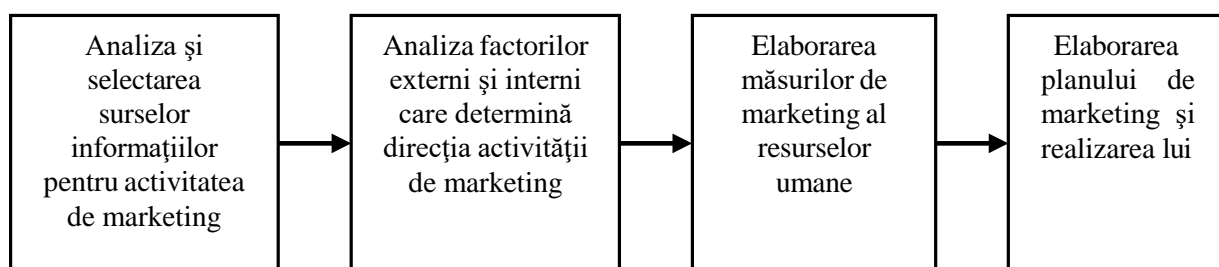 Analiza şi
selectarea
surselor
informaţiilor
pentru activitatea
de marketing
Analiza factorilor
externi şi interni
care determină
direcţia activităţii
de marketing
Elaborarea
măsurilor de
marketing al
resurselor
umane
Elaborarea
planului de
marketing şi
realizarea lui